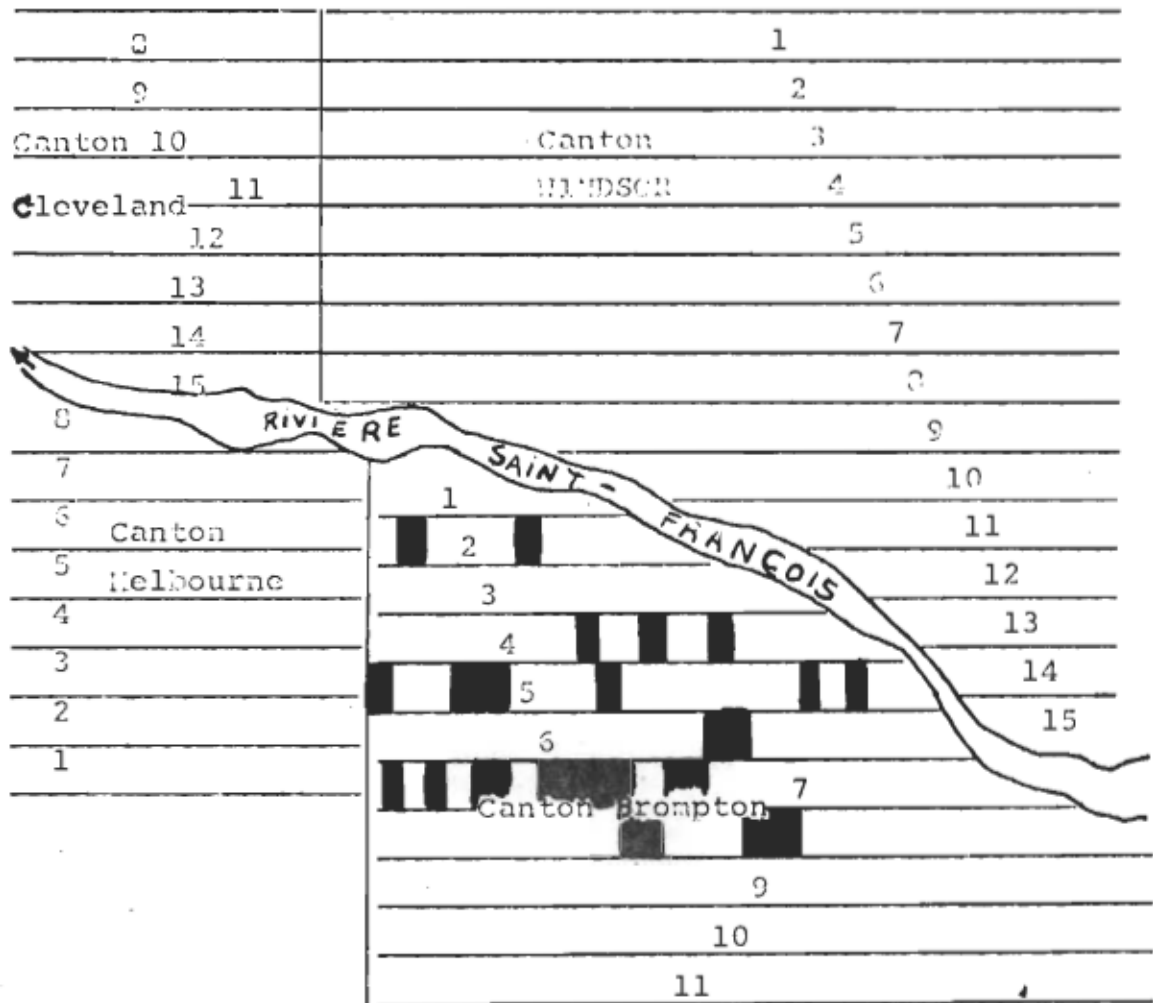 8 1
9 2
Canton 10 Canton 3
11 WINDSOR 4
Cleveland
12 5
13 6
14 7
15 8
8 RIVIERE 9
7 SAINT - 10
1
6 Canton FRANÇOIS 11
2
5 Melbourne 12
3
4 13
4
3 14
5
2 15
6
1
7
Canton Brompton
9
10
11